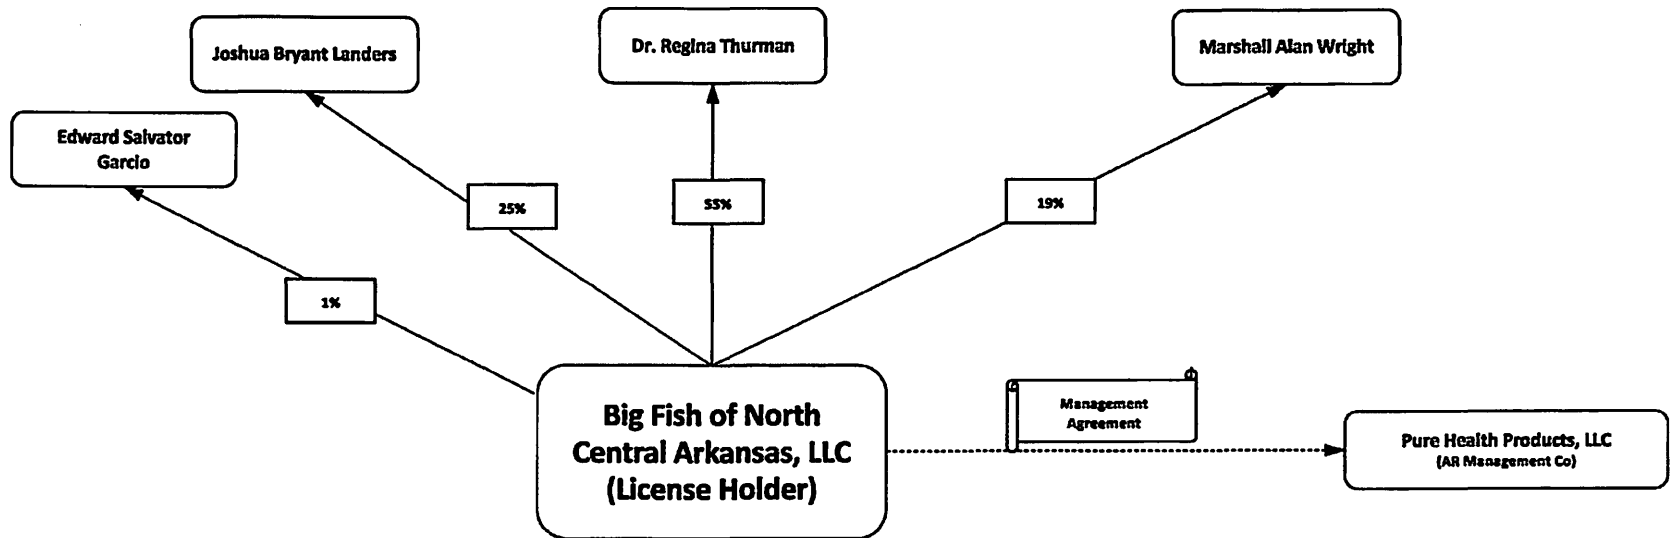 Joshua Bryant Landers
Dr. Regina Thurman
Marshall Alan Wright
Edward Salvator
Garcio
25%
55%
19%
1%
Big Fish of North
Central Arkansas, LLC
(License Holder)
Management
Agreement
Pure Health Products, LLC
(AR Management Co)